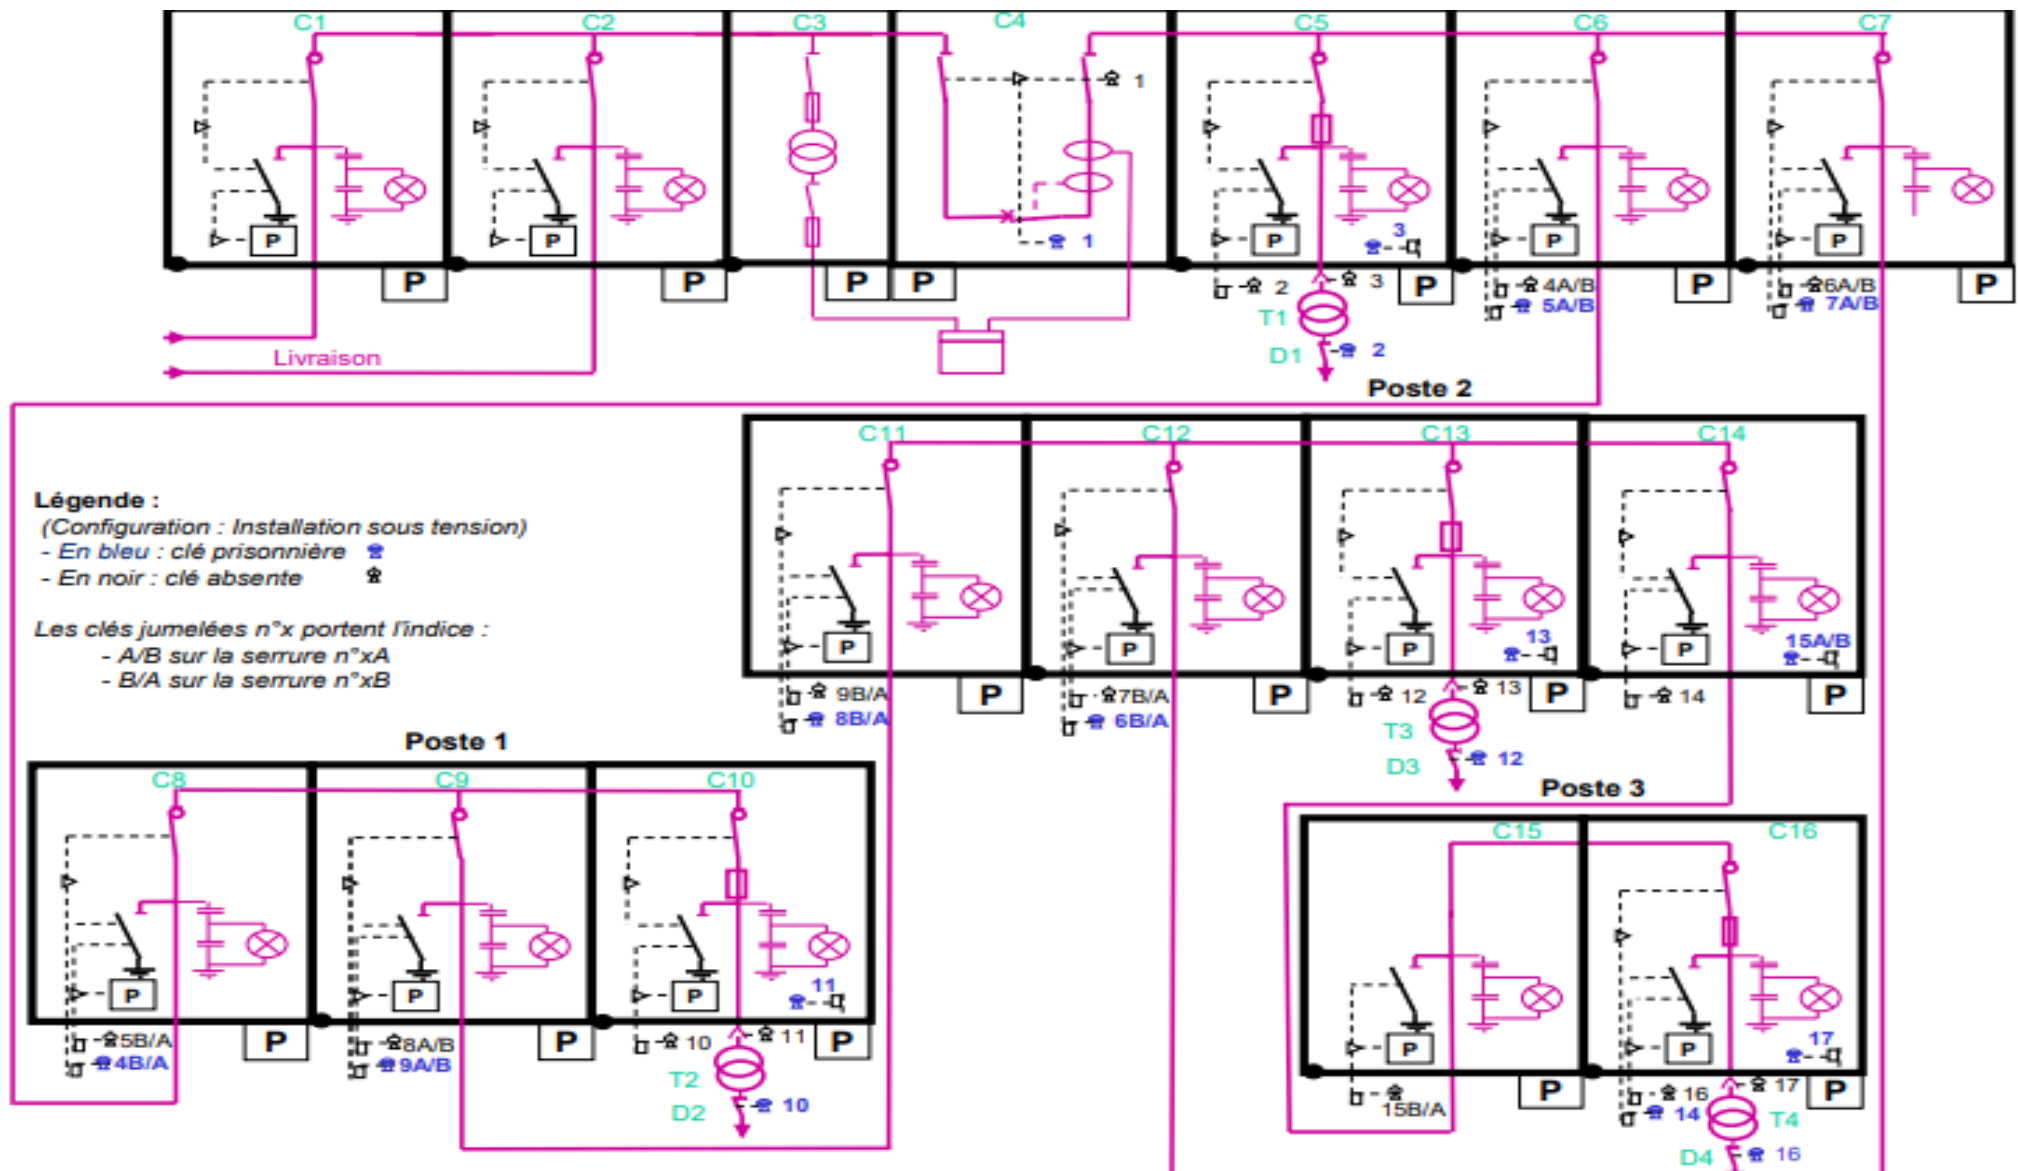 C1 C2 C3 C4 C5 C6 C7
1
P P P P P
1 3
P P P P P P P
2 3 4A/B 6A/B
5A/B 7A/B
T1
Livraison
D1 2
Poste 2
C11 C12 C13 C14
Légende :
(Configuration : Installation sous tension)
- En bleu : clé prisonnière
- En noir : clé absente
Les clés jumelées n°x portent l'indice :
- A/B sur la serrure n°xA
- B/A sur la serrure n°xB
13 15A/B
P P P P
P P P P
9B/A 7B/A 12 13 14
8B/A 6B/A
T3
D3 12
Poste 1
C8 C9 C10
Poste 3
C15 C16
11
P P P
P P P
5B/A 8A/B 10 11
4B/A 9A/B
T2
D2 10
17
P P
P P
15B/A 16 17
14 T4
D4 16